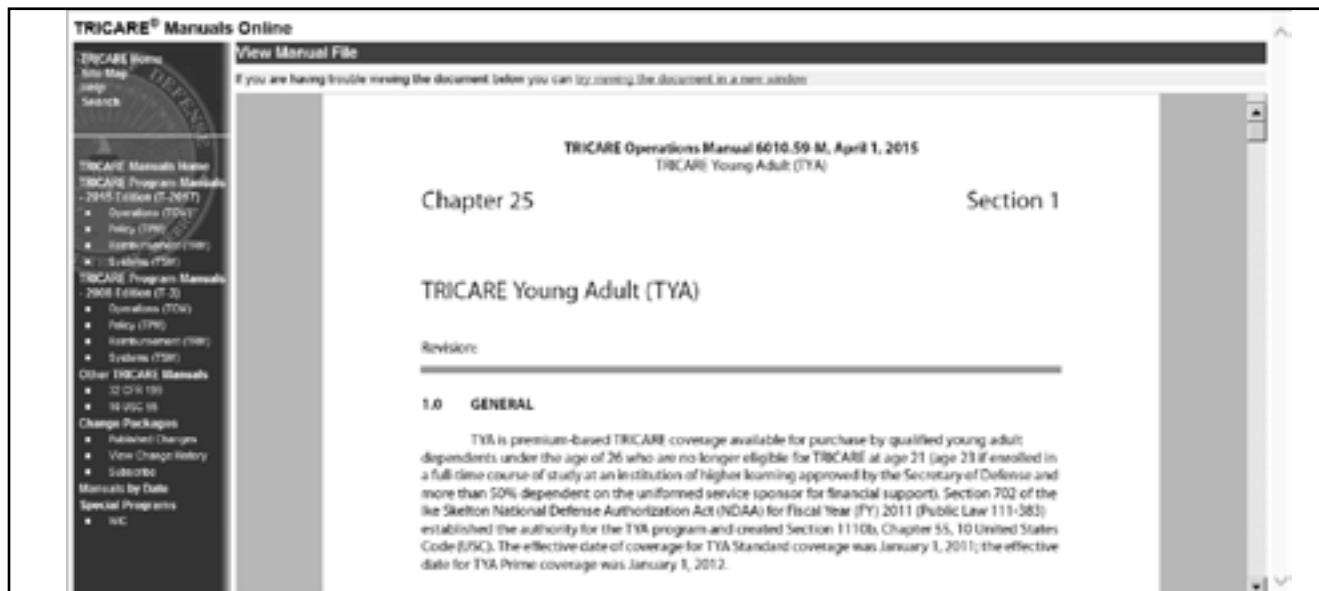 TRICARE® Manuals Online
View Manual File
If you are having trouble viewing the document below you can try viewing the document in a new window
TRICARE Home
Site Map
Help
Search
TRICARE Manuals Home
TRICARE Program Manuals
- 2015 Edition (T-2017)
Operations (TOM)
Policy (TPM)
Reimbursement (TRM)
Systems (TSM)
TRICARE Program Manuals
- 2008 Edition (T-3)
Operations (TOM)
Policy (TPM)
Reimbursement (TRM)
Systems (TSM)
Other TRICARE Manuals
32 CFR 199
10 USC 55
Change Packages
Published Changes
View Change History
Subscribe
Manuals by Date
Special Programs
TRICARE Operations Manual 6010.59-M, April 1, 2015
TRICARE Young Adult (TYA)
Chapter 25 Section 1
TRICARE Young Adult (TYA)
Revision:
1.0 GENERAL
TYA is premium-based TRICARE coverage available for purchase by qualified young adult
dependents under the age of 26 who are no longer eligible for TRICARE at age 21 (age 23 if enrolled in
a full-time course of study at an institution of higher learning approved by the Secretary of Defense and
more than 50% dependent on the uniformed service sponsor for financial support). Section 702 of the
Ike Skelton National Defense Authorization Act (NDAA) for Fiscal Year (FY) 2011 (Public Law 111-383)
established the authority for the TYA program and created Section 1110b, Chapter 55, 10 United States
Code (USC). The effective date of coverage for TYA Standard coverage was January 1, 2011; the effective
date for TYA Prime coverage was January 1, 2012.